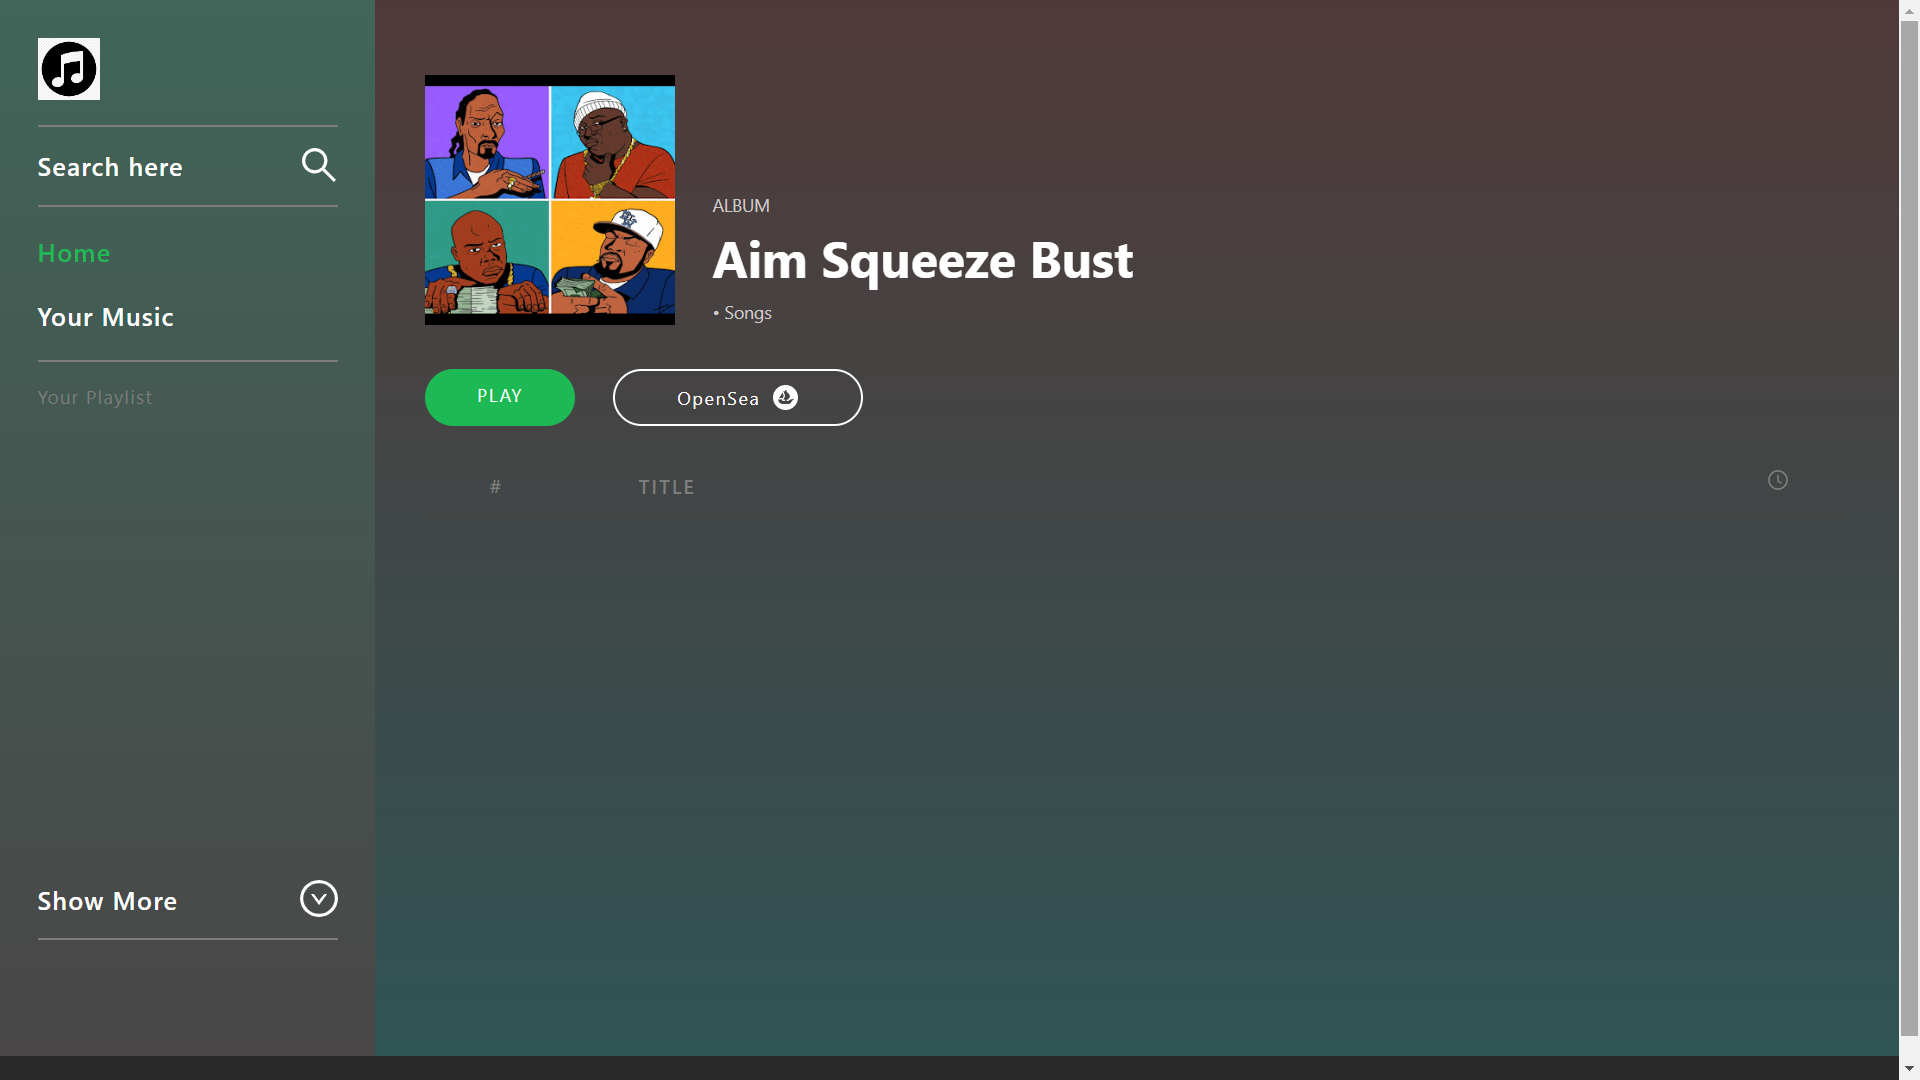 Search here
Home
Your Music
Your Playlist
Show More
ALBUM
Aim Squeeze Bust
• Songs
PLAY
OpenSea
# TITLE